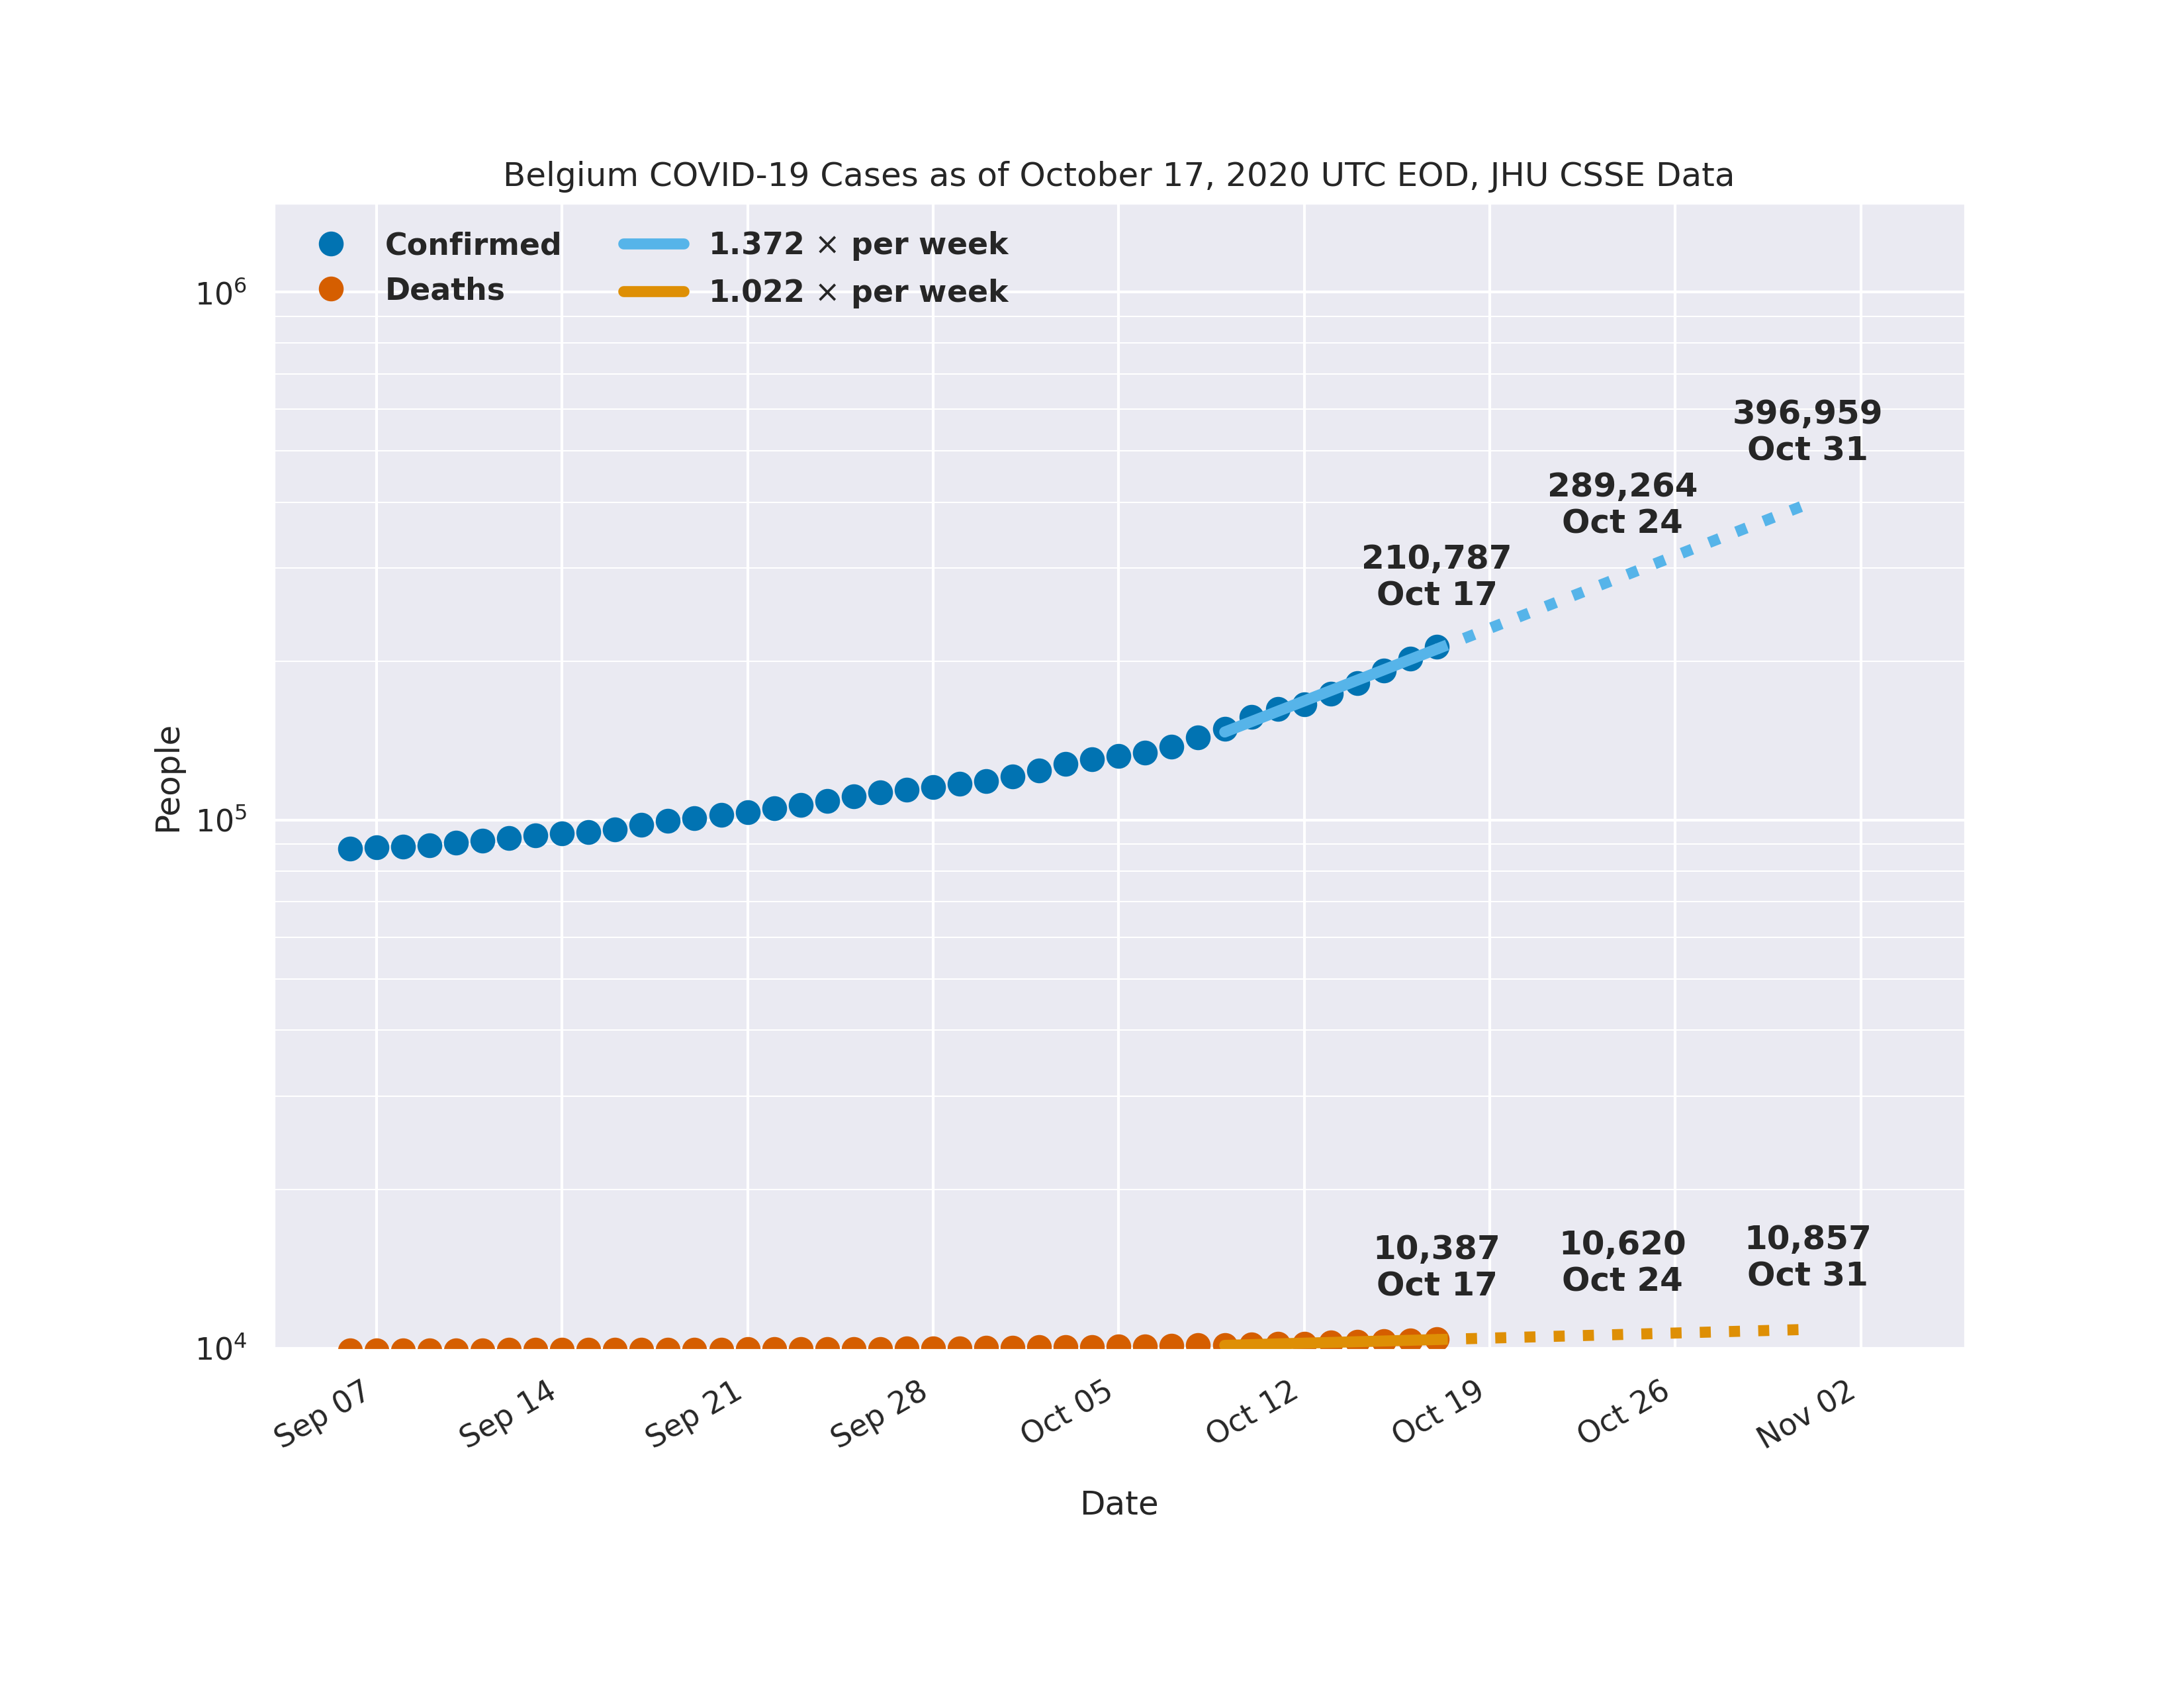 Belgium COVID-19 Cases as of October 17, 2020 UTC EOD, JHU CSSE Data
Confirmed
Deaths
1.372 × per week
1.022 × per week
10⁶
10⁵
10⁴
People
396,959
Oct 31
289,264
Oct 24
210,787
Oct 17
10,387
Oct 17
10,620
Oct 24
10,857
Oct 31
Sep 07
Sep 14
Sep 21
Sep 28
Oct 05
Oct 12
Oct 19
Oct 26
Nov 02
Date